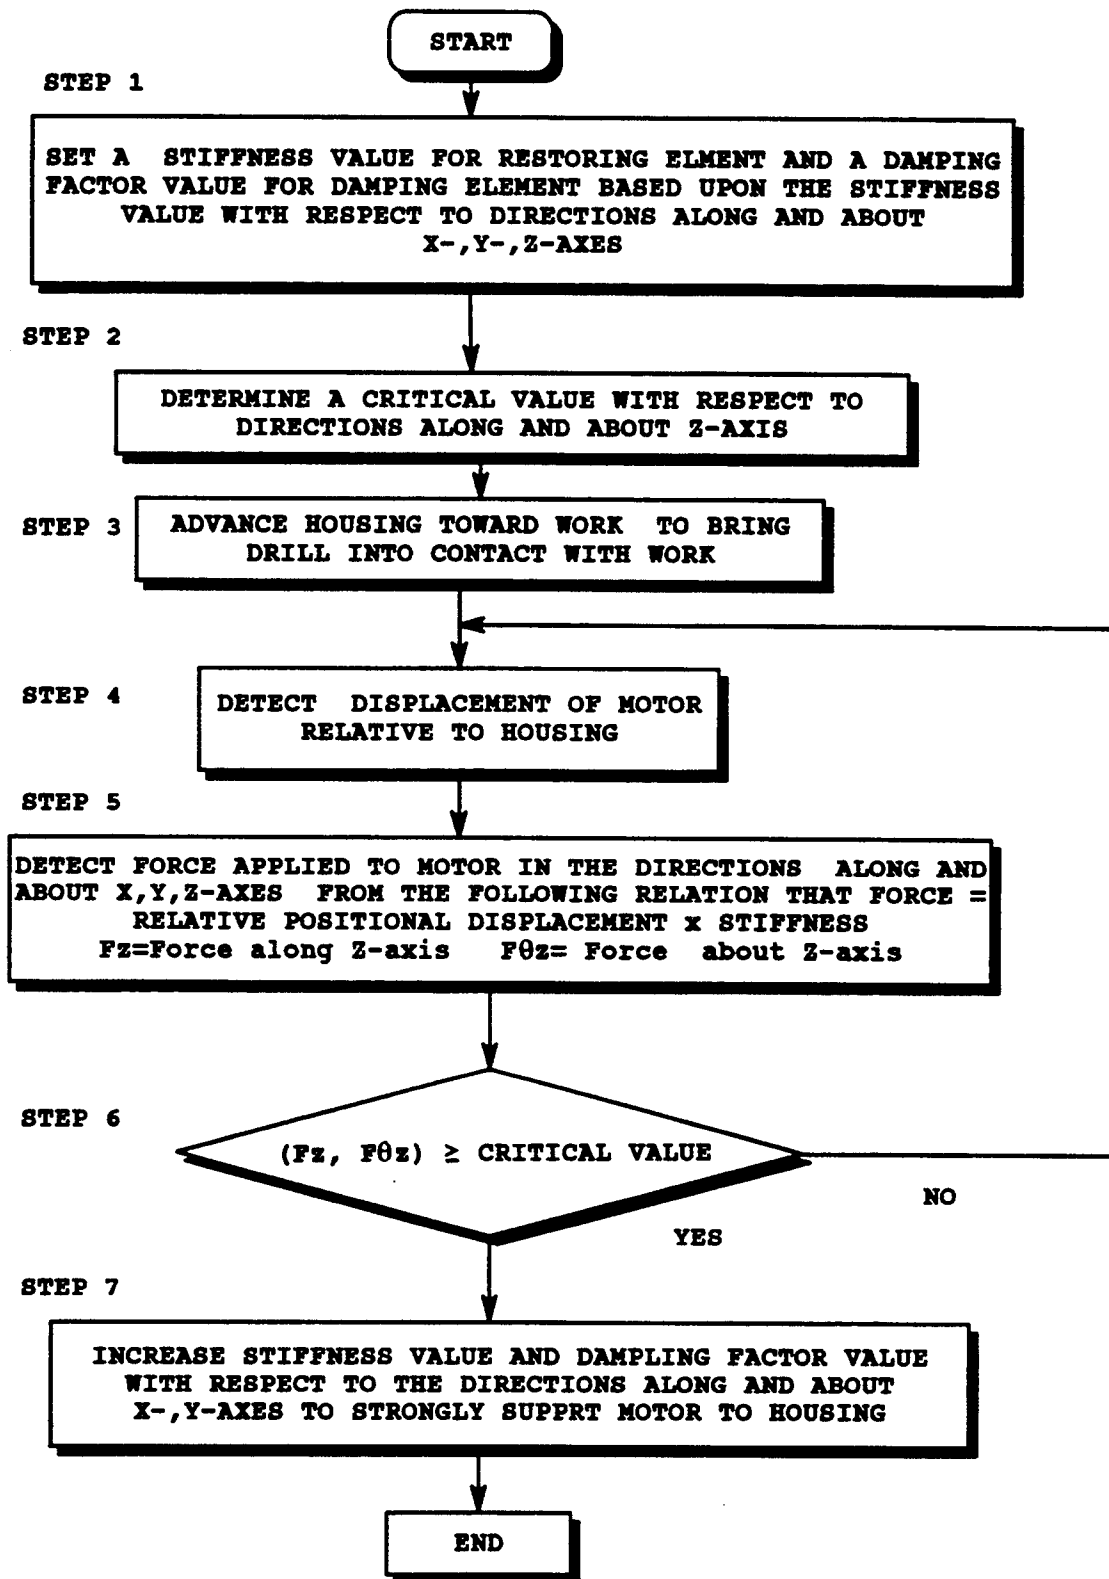 START
STEP 1
SET A STIFFNESS VALUE FOR RESTORING ELMENT AND A DAMPING
FACTOR VALUE FOR DAMPING ELEMENT BASED UPON THE STIFFNESS
VALUE WITH RESPECT TO DIRECTIONS ALONG AND ABOUT
X-,Y-,Z-AXES
STEP 2
DETERMINE A CRITICAL VALUE WITH RESPECT TO
DIRECTIONS ALONG AND ABOUT Z-AXIS
STEP 3
ADVANCE HOUSING TOWARD WORK TO BRING
DRILL INTO CONTACT WITH WORK
STEP 4
DETECT DISPLACEMENT OF MOTOR
RELATIVE TO HOUSING
STEP 5
DETECT FORCE APPLIED TO MOTOR IN THE DIRECTIONS ALONG AND
ABOUT X,Y,Z-AXES FROM THE FOLLOWING RELATION THAT FORCE =
RELATIVE POSITIONAL DISPLACEMENT x STIFFNESS
Fz=Force along Z-axis Fθz= Force about Z-axis
STEP 6
(Fz, Fθz) ≥ CRITICAL VALUE
NO
YES
STEP 7
INCREASE STIFFNESS VALUE AND DAMPLING FACTOR VALUE
WITH RESPECT TO THE DIRECTIONS ALONG AND ABOUT
X-,Y-AXES TO STRONGLY SUPPRT MOTOR TO HOUSING
END